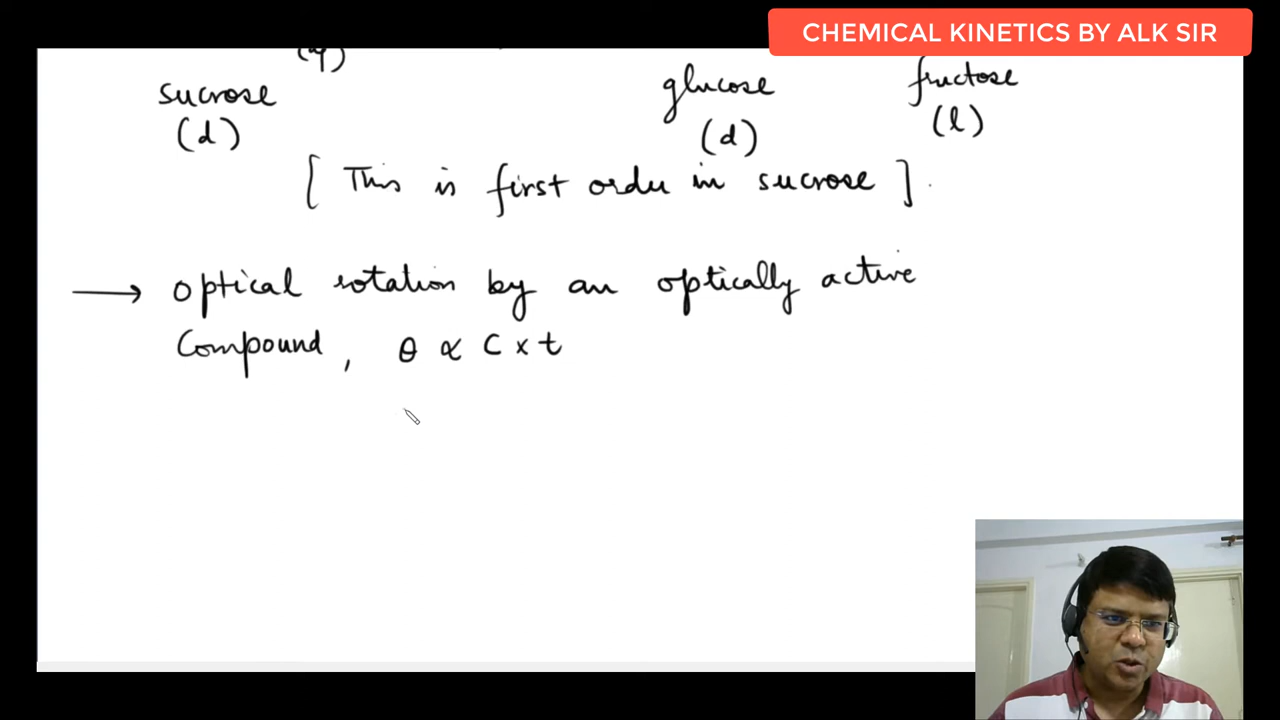 CHEMICAL KINETICS BY ALK SIR
sucrose glucose fructose
(d) (d) (l)
[ This is first order in sucrose ].
→ optical rotation by an optically active
Compound, θ ∝ C × t